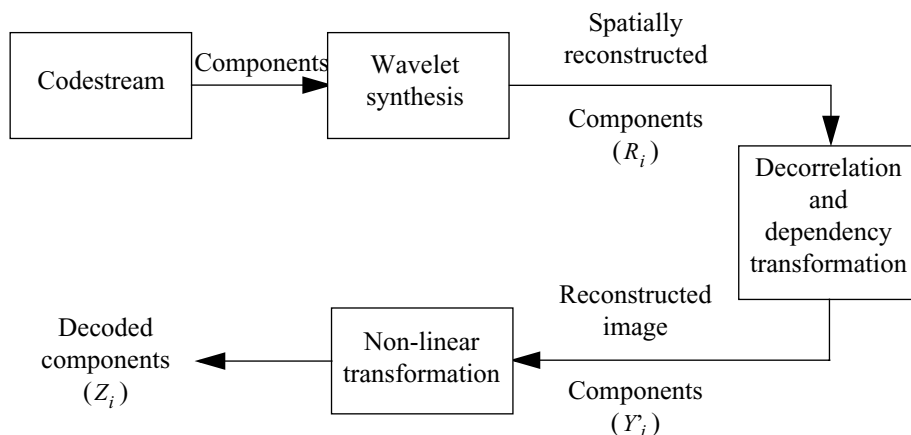 Codestream
Components
Wavelet
synthesis
Spatially
reconstructed
Components
(R_i)
Decorrelation
and
dependency
transformation
Reconstructed
image
Components
(Y'_i)
Non-linear
transformation
Decoded
components
(Z_i)